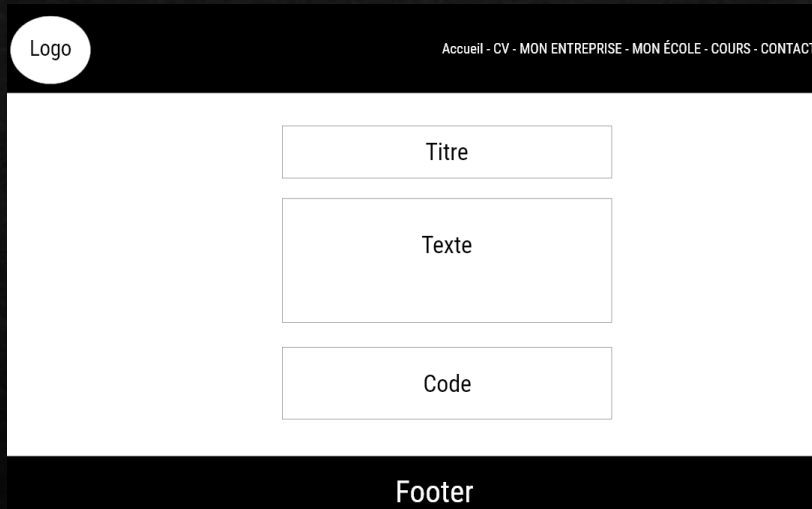 Logo
Accueil - CV - MON ENTREPRISE - MON ÉCOLE - COURS - CONTACT
Titre
Texte
Code
Footer